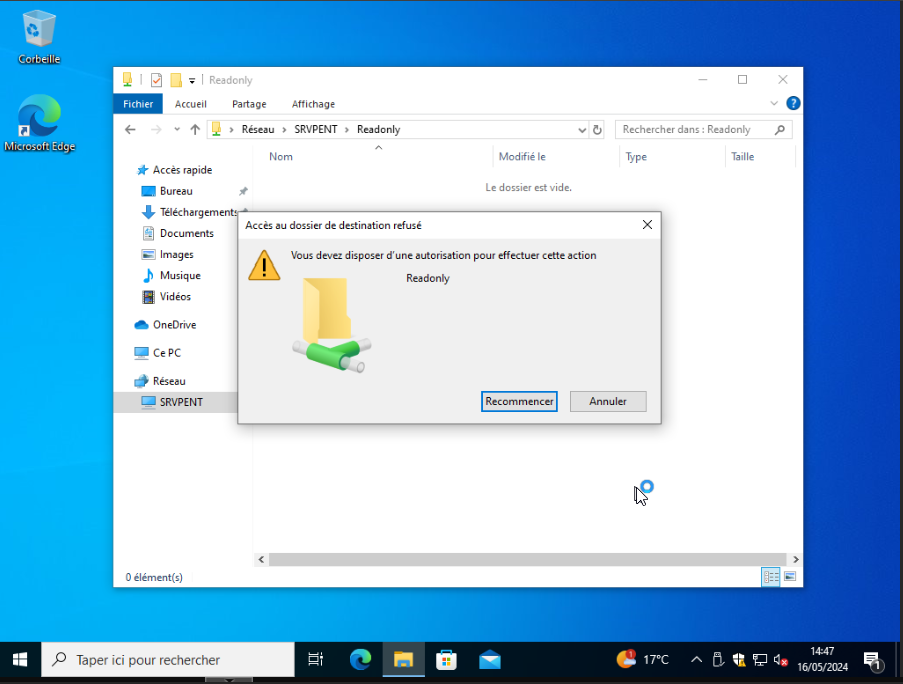 Corbeille
Microsoft Edge
Readonly
Fichier Accueil Partage Affichage
Réseau SRVPENT Readonly
Rechercher dans : Readonly
Nom Modifié le Type Taille
Le dossier est vide.
Accès rapide
Bureau
Téléchargements
Documents
Images
Musique
Vidéos
OneDrive
Ce PC
Réseau
SRVPENT
Accès au dossier de destination refusé
Vous devez disposer d'une autorisation pour effectuer cette action
Readonly
Recommencer Annuler
0 élément(s)
Taper ici pour rechercher
1
17°C
14:47
16/05/2024
1